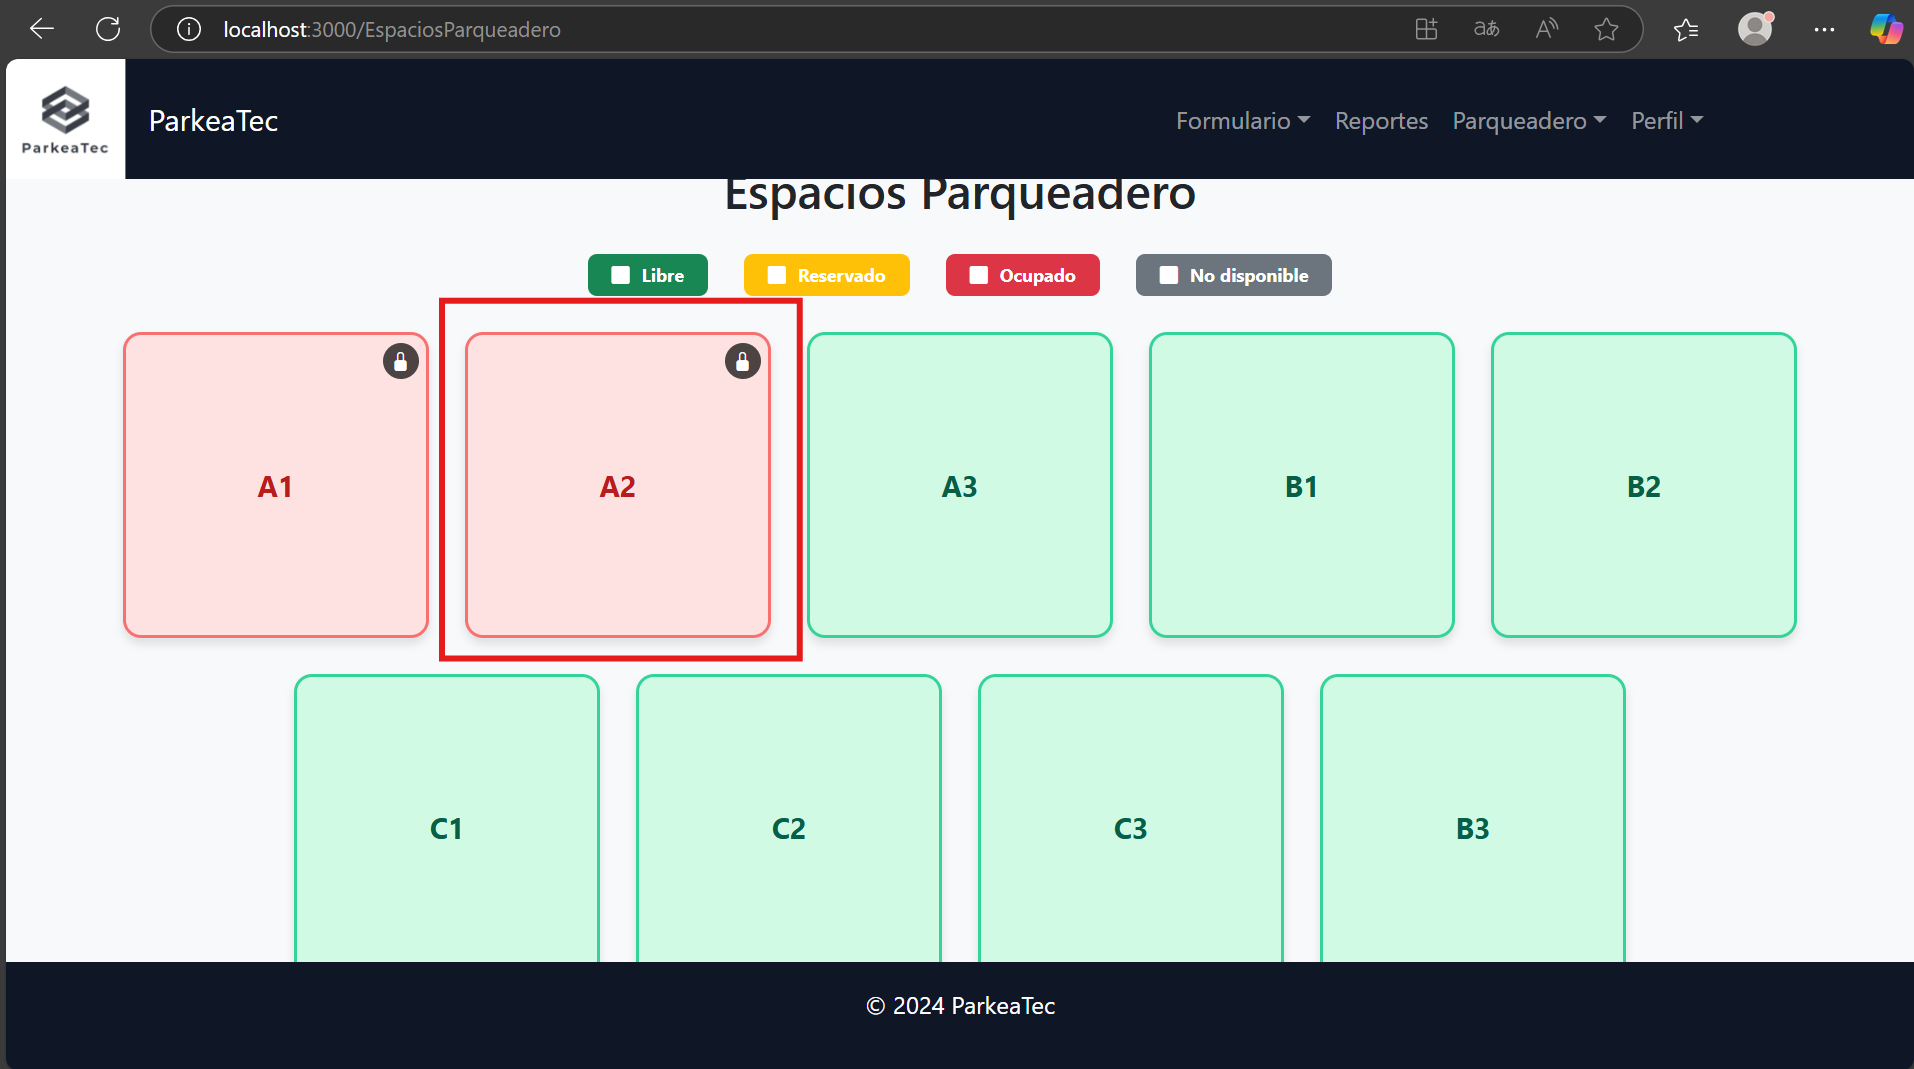 localhost:3000/EspaciosParqueadero
ParkeaTec
ParkeaTec
Formulario
Reportes
Parqueadero
Perfil
Espacios Parqueadero
Libre
Reservado
Ocupado
No disponible
A1
A2
A3
B1
B2
C1
C2
C3
B3
© 2024 ParkeaTec